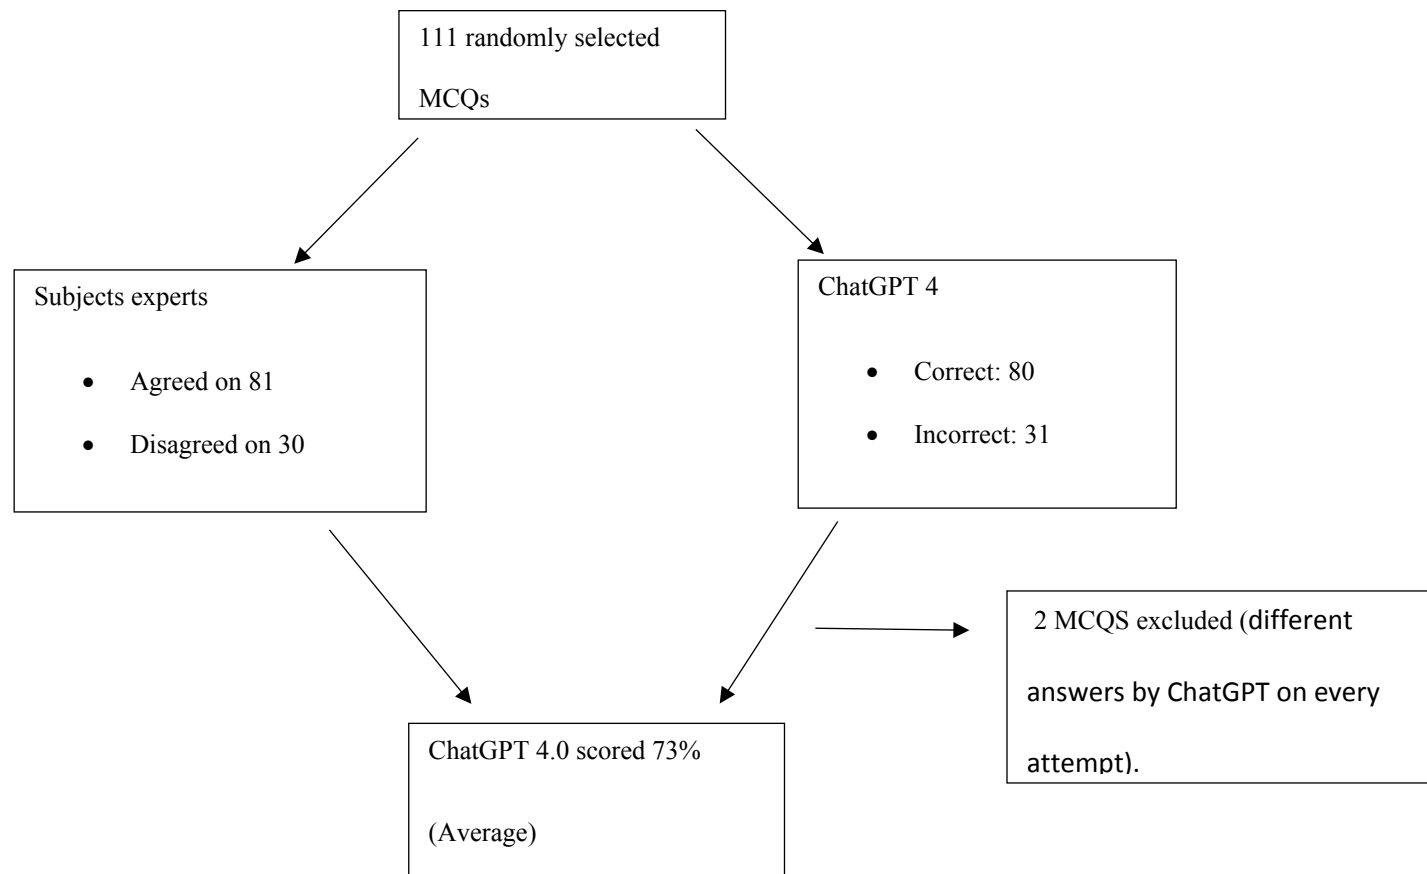 111 randomly selected
MCQs
Subjects experts
• Agreed on 81
• Disagreed on 30
ChatGPT 4
• Correct: 80
• Incorrect: 31
2 MCQS excluded (different
answers by ChatGPT on every
attempt).
ChatGPT 4.0 scored 73%
(Average)